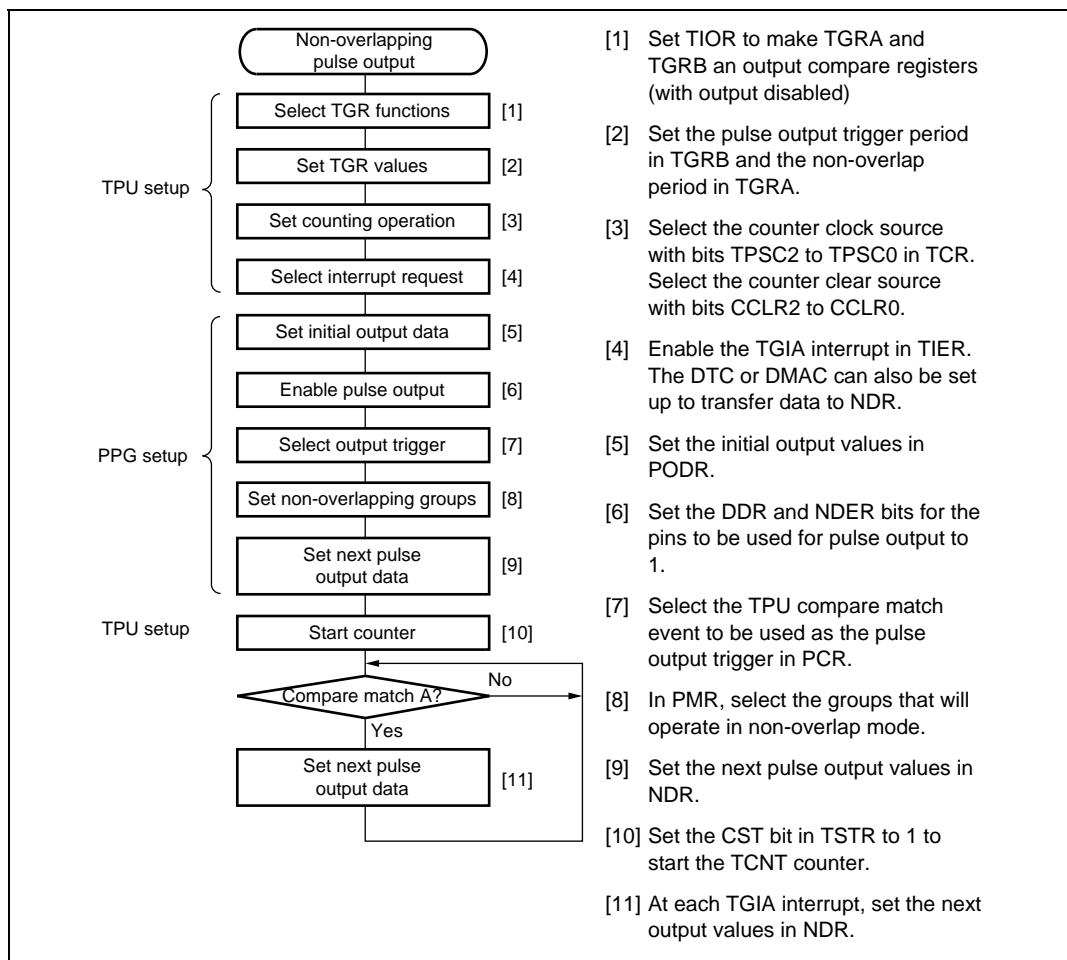 Non-overlapping
pulse output
TPU setup
Select TGR functions [1]
Set TGR values [2]
Set counting operation [3]
Select interrupt request [4]
PPG setup
Set initial output data [5]
Enable pulse output [6]
Select output trigger [7]
Set non-overlapping groups [8]
Set next pulse
output data [9]
TPU setup
Start counter [10]
Compare match A? No
Yes
Set next pulse
output data [11]
[1] Set TIOR to make TGRA and
TGRB an output compare registers
(with output disabled)
[2] Set the pulse output trigger period
in TGRB and the non-overlap
period in TGRA.
[3] Select the counter clock source
with bits TPSC2 to TPSC0 in TCR.
Select the counter clear source
with bits CCLR2 to CCLR0.
[4] Enable the TGIA interrupt in TIER.
The DTC or DMAC can also be set
up to transfer data to NDR.
[5] Set the initial output values in
PODR.
[6] Set the DDR and NDER bits for the
pins to be used for pulse output to
1.
[7] Select the TPU compare match
event to be used as the pulse
output trigger in PCR.
[8] In PMR, select the groups that will
operate in non-overlap mode.
[9] Set the next pulse output values in
NDR.
[10] Set the CST bit in TSTR to 1 to
start the TCNT counter.
[11] At each TGIA interrupt, set the next
output values in NDR.